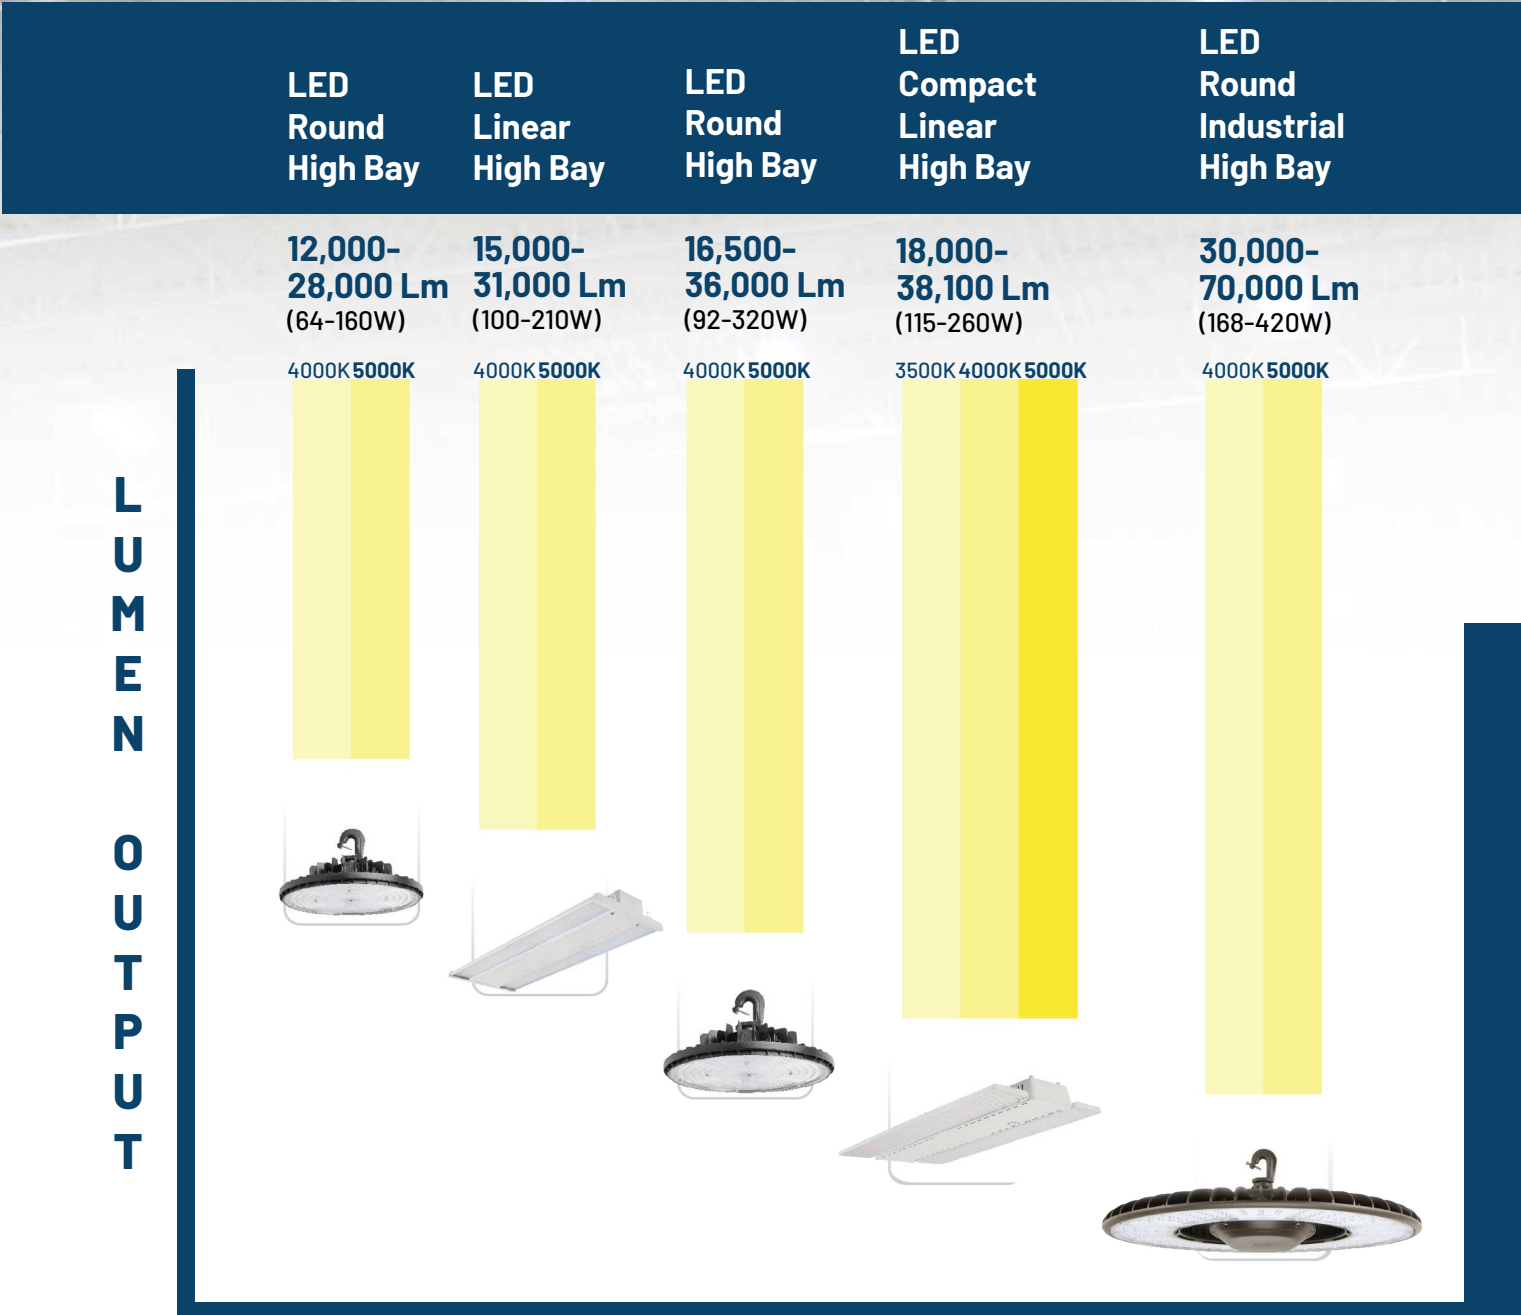 LED
Round
High Bay
LED
Linear
High Bay
LED
Round
High Bay
LED
Compact
Linear
High Bay
LED
Round
Industrial
High Bay
12,000-
28,000 Lm
(64-160W)
15,000-
31,000 Lm
(100-210W)
16,500-
36,000 Lm
(92-320W)
18,000-
38,100 Lm
(115-260W)
30,000-
70,000 Lm
(168-420W)
4000K 5000K
4000K 5000K
4000K 5000K
3500K 4000K 5000K
4000K 5000K
LUMEN OUTPUT